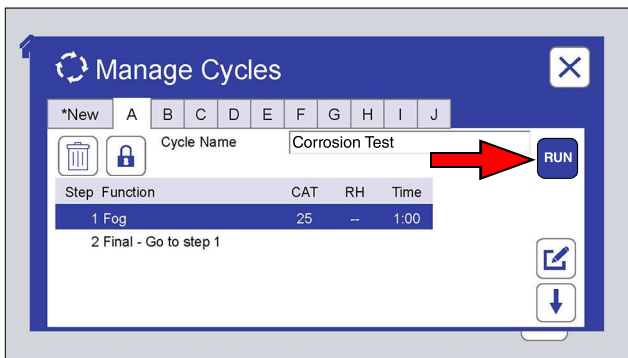 Manage Cycles
*New A B C D E F G H I J
Cycle Name Corrosion Test
RUN
Step Function CAT RH Time
1 Fog 25 -- 1:00
2 Final - Go to step 1